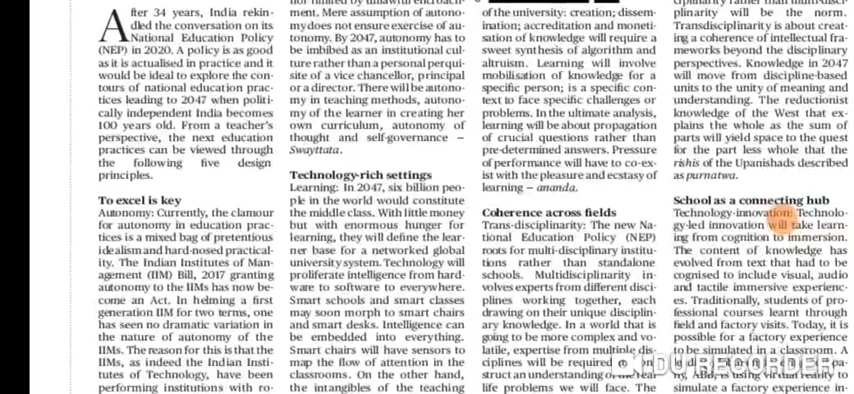 After 34 years, India rekin-
dled the conversation on its
National Education Policy
(NEP) in 2020. A policy is as good
as it is actualised in practice and it
would be ideal to explore the con-
tours of national education prac-
tices leading to 2047 when politi-
cally independent India becomes
100 years old. From a teacher's
perspective, the next education
practices can be viewed through
the following five design
principles.
To excel is key
Autonomy: Currently, the clamour
for autonomy in education prac-
tices is a mixed bag of pretentious
idealism and hard-nosed practical-
ity. The Indian Institutes of Man-
agement (IIM) Bill, 2017 granting
autonomy to the IIMs has now be-
come an Act. In helming a first
generation IIM for two terms, one
has seen no dramatic variation in
the nature of autonomy of the
IIMs. The reason for this is that the
IIMs, as indeed the Indian Insti-
tutes of Technology, have been
performing institutions with ro-
ment. Mere assumption of autono-
my does not ensure exercise of au-
tonomy. By 2047, autonomy has to
be imbibed as an institutional cul-
ture rather than a personal perqui-
site of a vice chancellor, principal
or a director. There will be autono-
my in teaching methods, autono-
my of the learner in creating her
own curriculum, autonomy of
thought and self-governance –
Swayttata.
Technology-rich settings
Learning: In 2047, six billion peo-
ple in the world would constitute
the middle class. With little money
but with enormous hunger for
learning, they will define the lear-
ner base for a networked global
university system. Technology will
proliferate intelligence from hard-
ware to software to everywhere.
Smart schools and smart classes
may soon morph to smart chairs
and smart desks. Intelligence can
be embedded into everything.
Smart chairs will have sensors to
map the flow of attention in the
classrooms. On the other hand,
the intangibles of the teaching
of the university: creation; dissem-
ination; accreditation and moneti-
sation of knowledge will require a
sweet synthesis of algorithm and
altruism. Learning will involve
mobilisation of knowledge for a
specific person; is a specific con-
text to face specific challenges or
problems. In the ultimate analysis,
learning will be about propagation
of crucial questions rather than
pre-determined answers. Pressure
of performance will have to co-ex-
ist with the pleasure and ecstasy of
learning – ananda.
Coherence across fields
Trans-disciplinarity: The new Na-
tional Education Policy (NEP)
roots for multi-disciplinary institu-
tions rather than standalone
schools. Multidisciplinarity in-
volves experts from different disci-
plines working together, each
drawing on their unique disciplin-
ary knowledge. In a world that is
going to be more complex and vo-
latile, expertise from multiple dis-
ciplines will be required
struct an understanding
life problems we will face. The
plinarity will be the norm.
Transdisciplinarity is about creat-
ing a coherence of intellectual fra-
meworks beyond the disciplinary
perspectives. Knowledge in 2047
will move from discipline-based
units to the unity of meaning and
understanding. The reductionist
knowledge of the West that ex-
plains the whole as the sum of
parts will yield space to the quest
for the part less whole that the
rishis of the Upanishads described
as purnatwa.
School as a connecting hub
Technology-innovation: Technolo-
gy-led innovation will take learn-
ing from cognition to immersion.
The content of knowledge has
evolved from text that had to be
cognised to include visual, audio
and tactile immersive experienc-
es. Traditionally, students of pro-
fessional courses learnt through
field and factory visits. Today, it is
possible for a factory experience
to be simulated in a classroom. A
simulate a factory experience in-